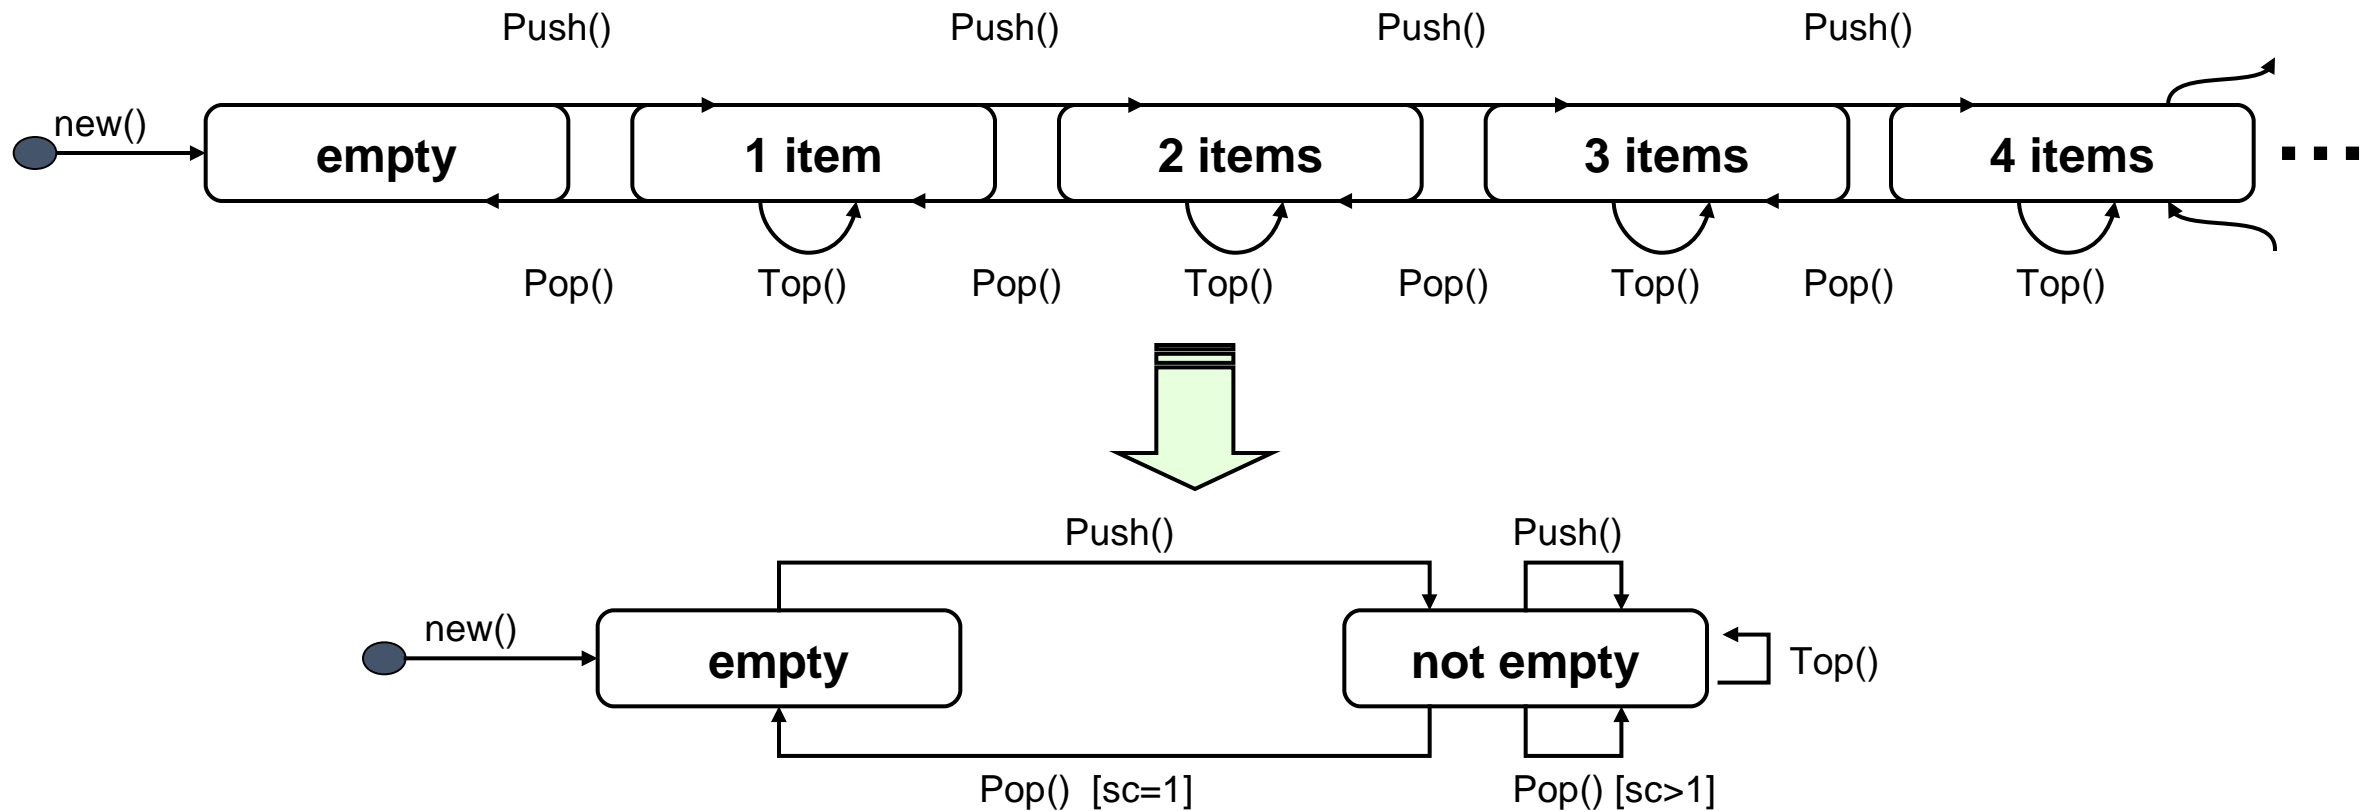 Push() Push() Push() Push()
new()
empty 1 item 2 items 3 items 4 items ...
Pop() Top() Pop() Top() Pop() Top() Pop() Top()
Push() Push()
new()
empty not empty Top()
Pop() [sc=1] Pop() [sc>1]